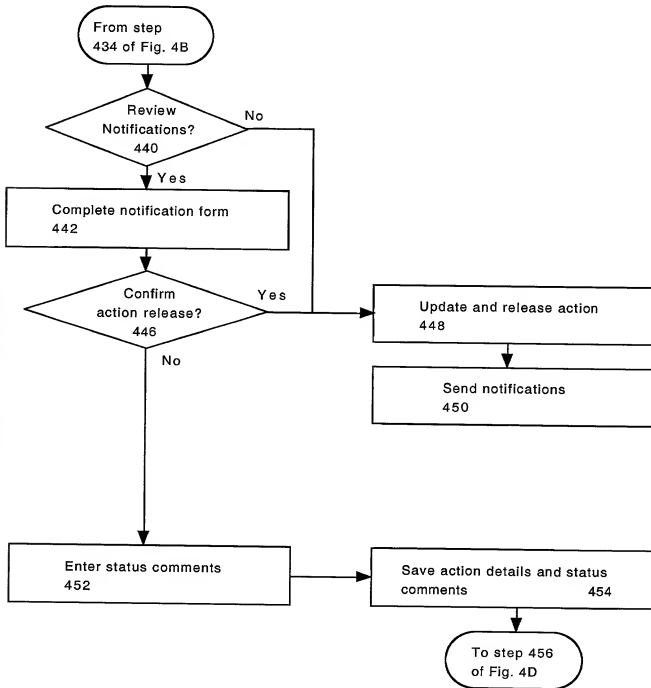 From step
434 of Fig. 4B
Review
Notifications?
440
No
Yes
Complete notification form
442
Confirm
action release?
446
Yes
No
Update and release action
448
Send notifications
450
Enter status comments
452
Save action details and status
comments 454
To step 456
of Fig. 4D